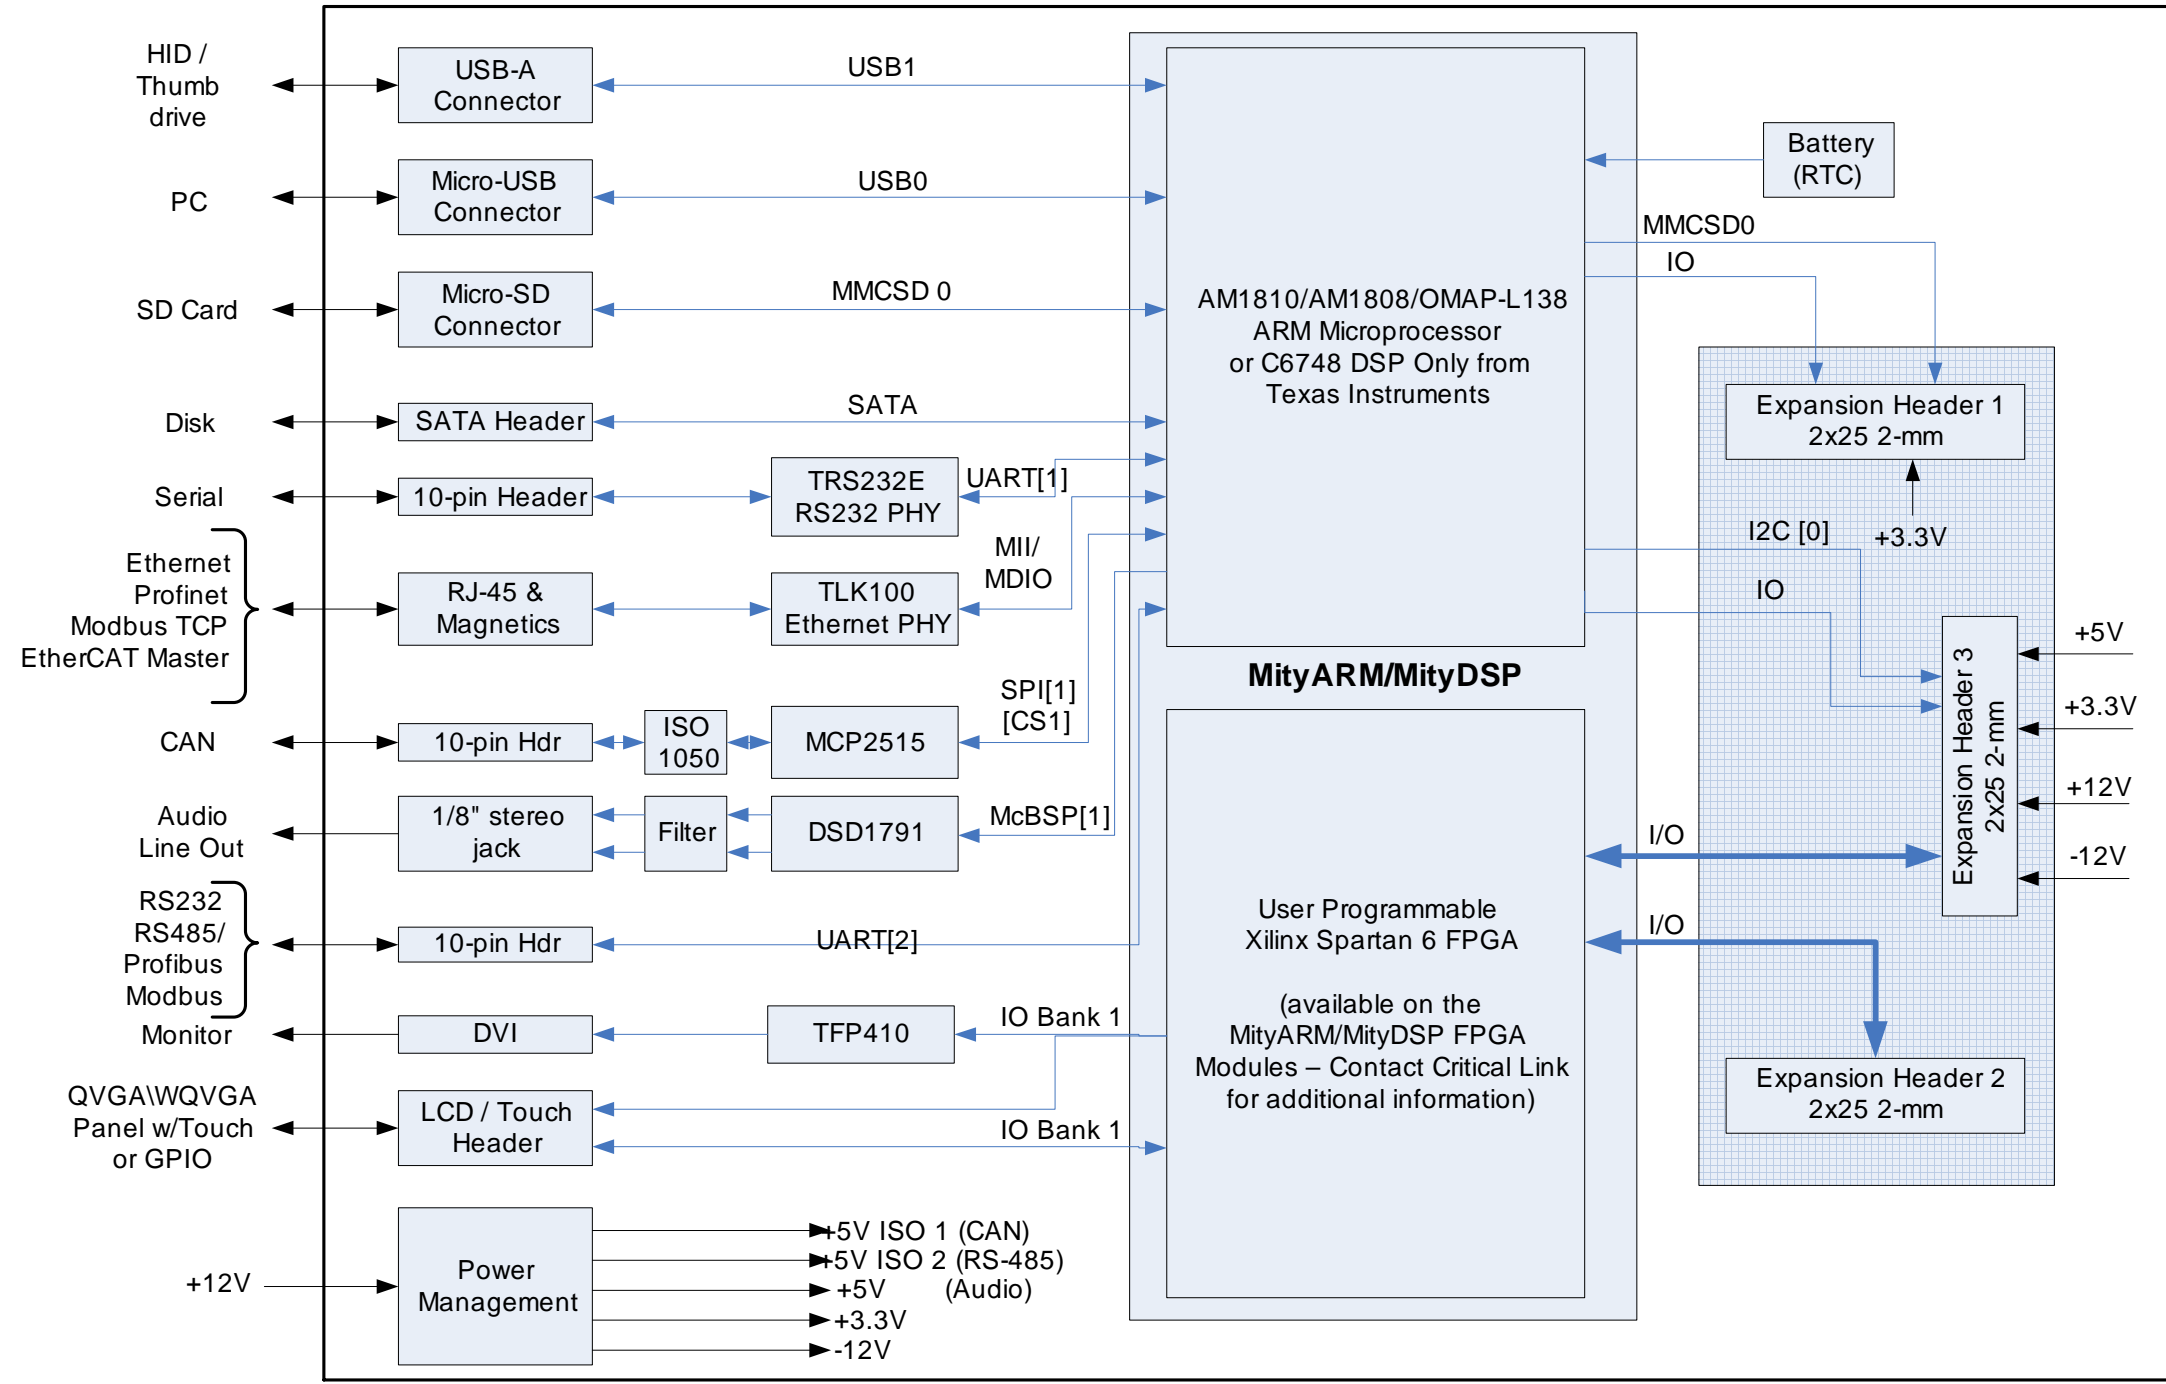 HID /
Thumb
drive
USB-A
Connector
USB1
PC
Micro-USB
Connector
USB0
SD Card
Micro-SD
Connector
MMCSD 0
Disk
SATA Header
SATA
Serial
10-pin Header
TRS232E
RS232 PHY
UART[1]
Ethernet
Profinet
Modbus TCP
EtherCAT Master
RJ-45 &
Magnetics
TLK100
Ethernet PHY
MII/
MDIO
CAN
10-pin Hdr
ISO
1050
MCP2515
SPI[1]
[CS1]
Audio
Line Out
1/8" stereo
jack
Filter
DSD1791
McBSP[1]
RS232
RS485/
Profibus
Modbus
10-pin Hdr
UART[2]
Monitor
DVI
TFP410
IO Bank 1
QVGA\WQVGA
Panel w/Touch
or GPIO
LCD / Touch
Header
IO Bank 1
+12V
Power
Management
+5V ISO 1 (CAN)
+5V ISO 2 (RS-485)
+5V (Audio)
+3.3V
-12V
AM1810/AM1808/OMAP-L138
ARM Microprocessor
or C6748 DSP Only from
Texas Instruments
MityARM/MityDSP
User Programmable
Xilinx Spartan 6 FPGA
(available on the
MityARM/MityDSP FPGA
Modules – Contact Critical Link
for additional information)
Battery
(RTC)
MMCSD0
IO
Expansion Header 1
2x25 2-mm
+3.3V
I2C [0]
IO
Expansion Header 3
2x25 2-mm
+5V
+3.3V
+12V
-12V
I/O
I/O
Expansion Header 2
2x25 2-mm